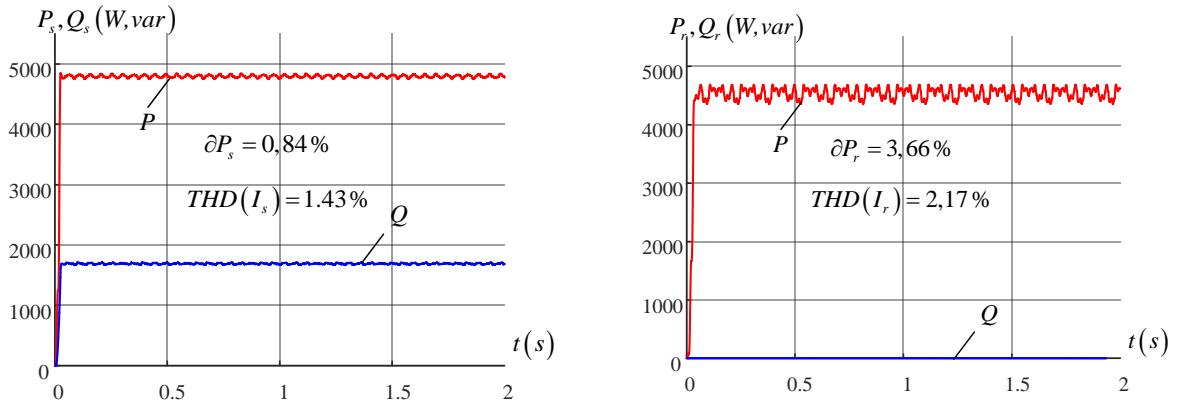 P_s, Q_s (W, var)
5000
4000
3000
2000
1000
0
P
∂P_s = 0,84 %
THD(I_s) = 1.43 %
Q
t(s)
0 0.5 1 1.5 2
P_r, Q_r (W, var)
5000
4000
3000
2000
1000
0
P
∂P_r = 3,66 %
THD(I_r) = 2,17 %
Q
t(s)
0 0.5 1 1.5 2